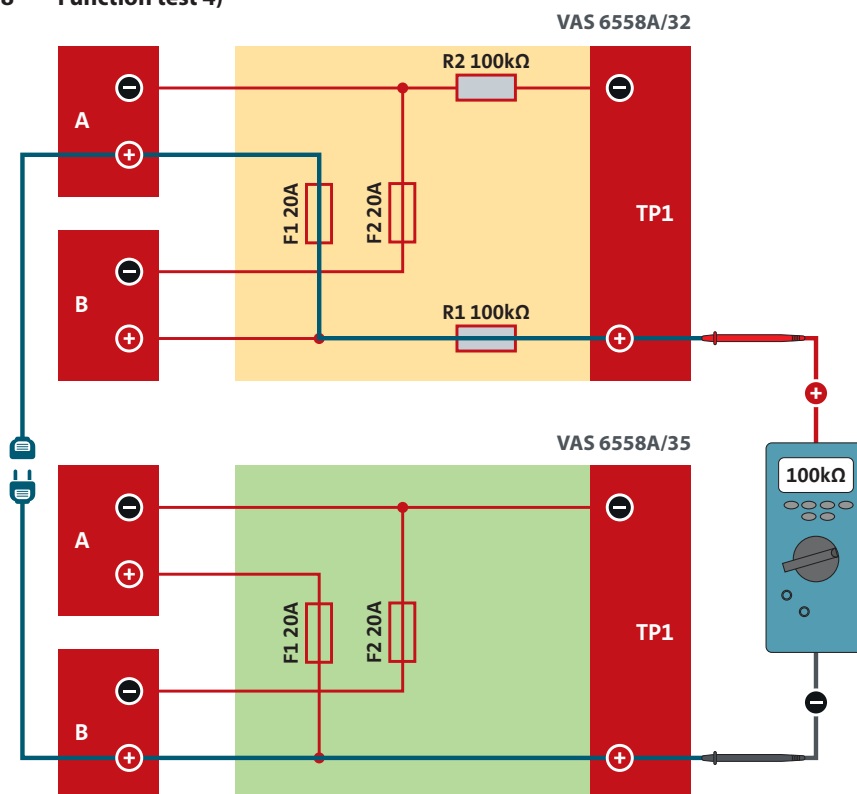 8 Function test 4)
VAS 6558A/32
R2 100kΩ
A
F1 20A
F2 20A
TP1
B
R1 100kΩ
VAS 6558A/35
100kΩ
A
F1 20A
F2 20A
TP1
B